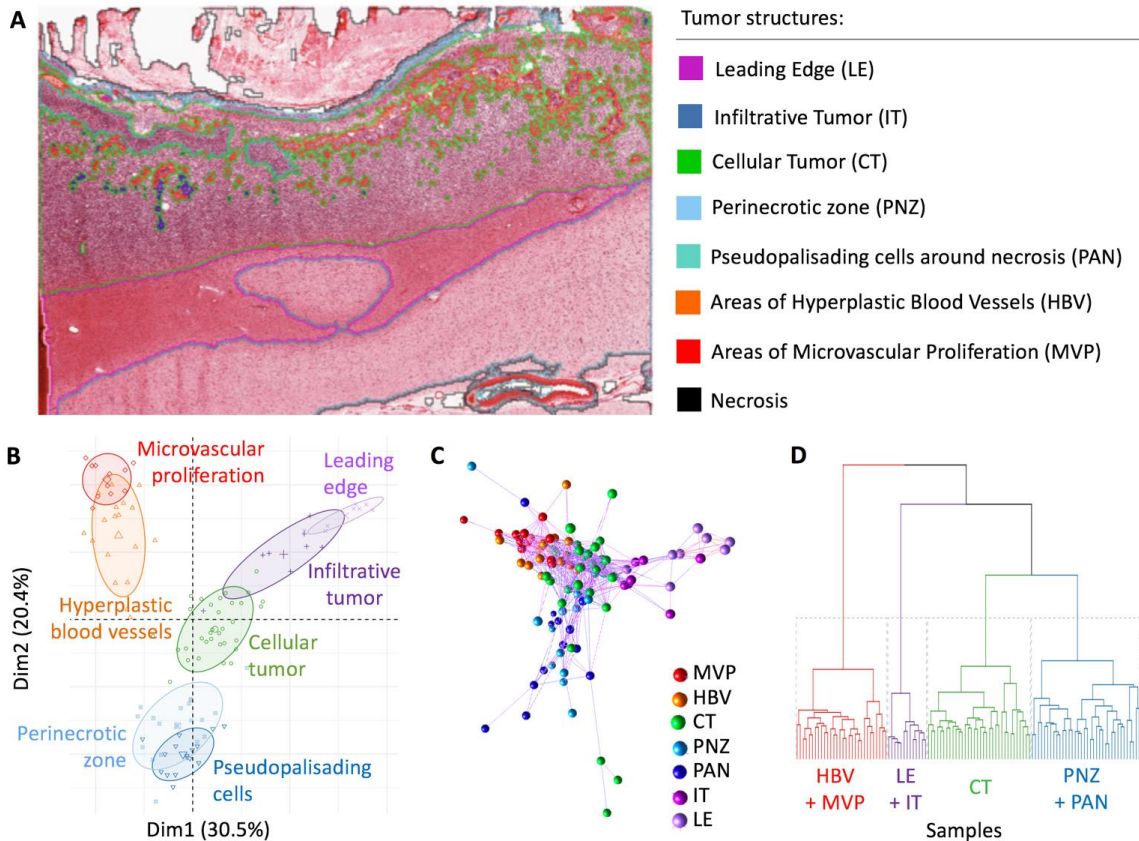 A
Tumor structures:
Leading Edge (LE)
Infiltrative Tumor (IT)
Cellular Tumor (CT)
Perinecrotic zone (PNZ)
Pseudopalisading cells around necrosis (PAN)
Areas of Hyperplastic Blood Vessels (HBV)
Areas of Microvascular Proliferation (MVP)
Necrosis
B
Microvascular
proliferation
Leading
edge
Infiltrative
tumor
Hyperplastic
blood vessels
Cellular
tumor
Perinecrotic
zone
Pseudopalisading
cells
Dim2 (20.4%)
Dim1 (30.5%)
C
MVP
HBV
CT
PNZ
PAN
IT
LE
D
HBV
+ MVP
LE
+ IT
CT
PNZ
+ PAN
Samples